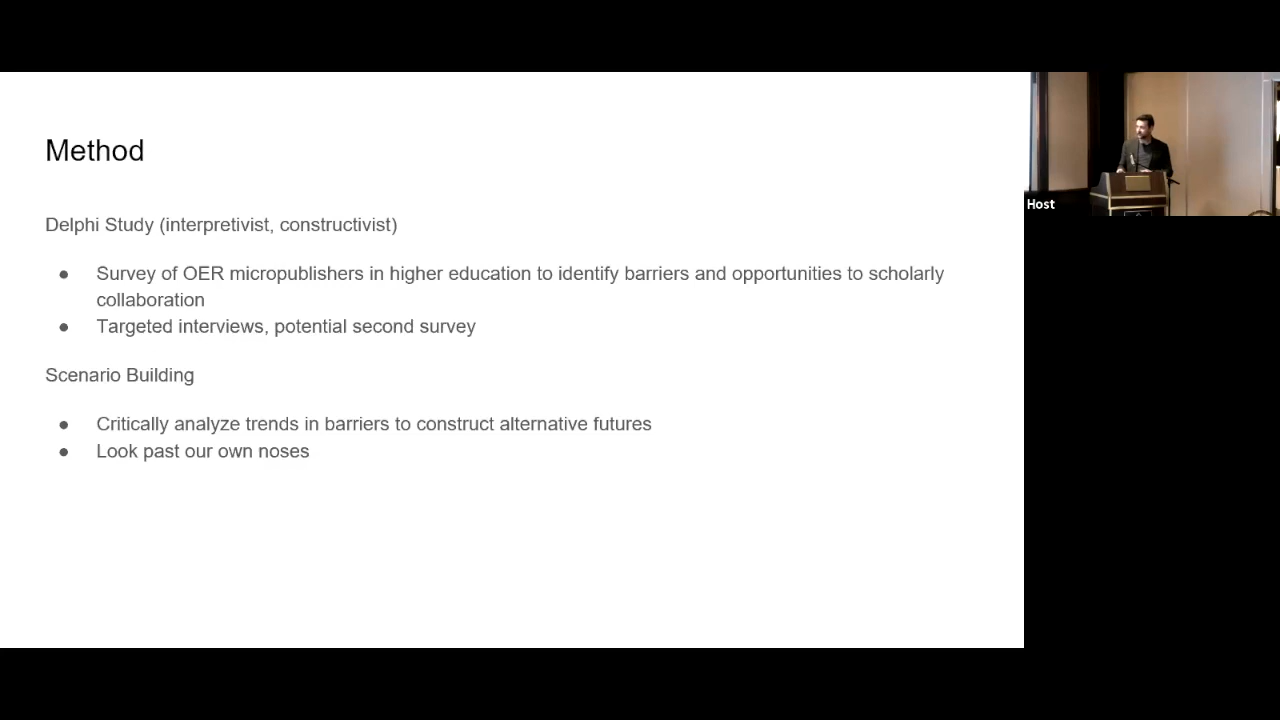 Method
Delphi Study (interpretivist, constructivist)
● Survey of OER micropublishers in higher education to identify barriers and opportunities to scholarly
collaboration
● Targeted interviews, potential second survey
Scenario Building
● Critically analyze trends in barriers to construct alternative futures
● Look past our own noses
Host